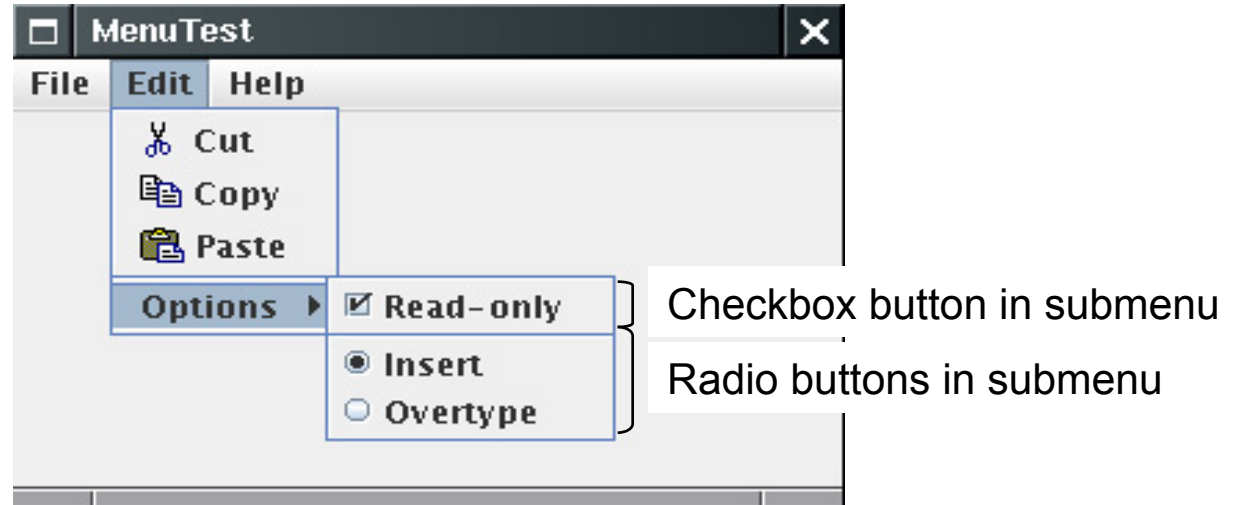 MenuTest
File Edit Help
Cut
Copy
Paste
Options
Read-only
Insert
Overtype
Checkbox button in submenu
Radio buttons in submenu